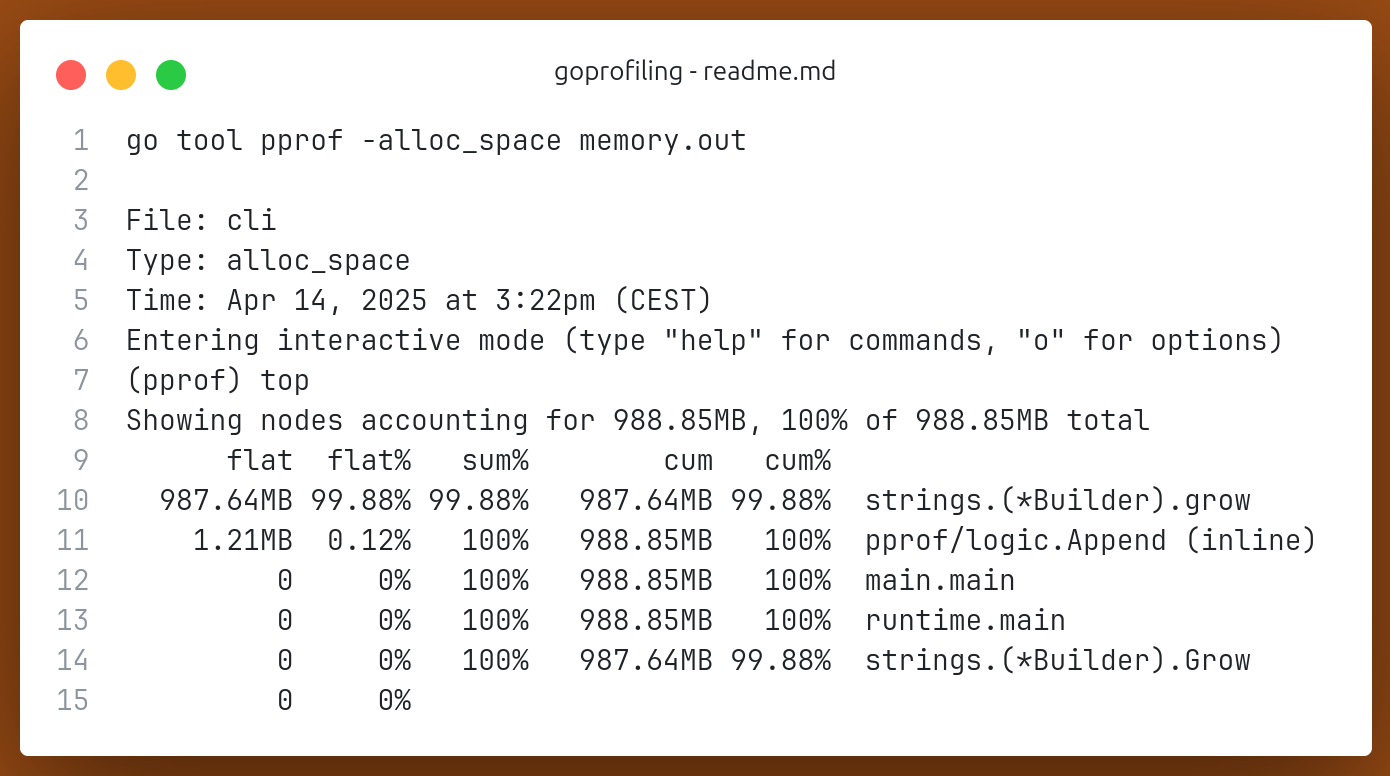 goprofiling - readme.md
1 go tool pprof -alloc_space memory.out
2
3 File: cli
4 Type: alloc_space
5 Time: Apr 14, 2025 at 3:22pm (CEST)
6 Entering interactive mode (type "help" for commands, "o" for options)
7 (pprof) top
8 Showing nodes accounting for 988.85MB, 100% of 988.85MB total
9       flat  flat%   sum%        cum   cum%
10   987.64MB 99.88% 99.88%   987.64MB 99.88%  strings.(*Builder).grow
11     1.21MB  0.12%   100%   988.85MB   100%  pprof/logic.Append (inline)
12          0     0%   100%   988.85MB   100%  main.main
13          0     0%   100%   988.85MB   100%  runtime.main
14          0     0%   100%   987.64MB 99.88%  strings.(*Builder).Grow
15          0     0%